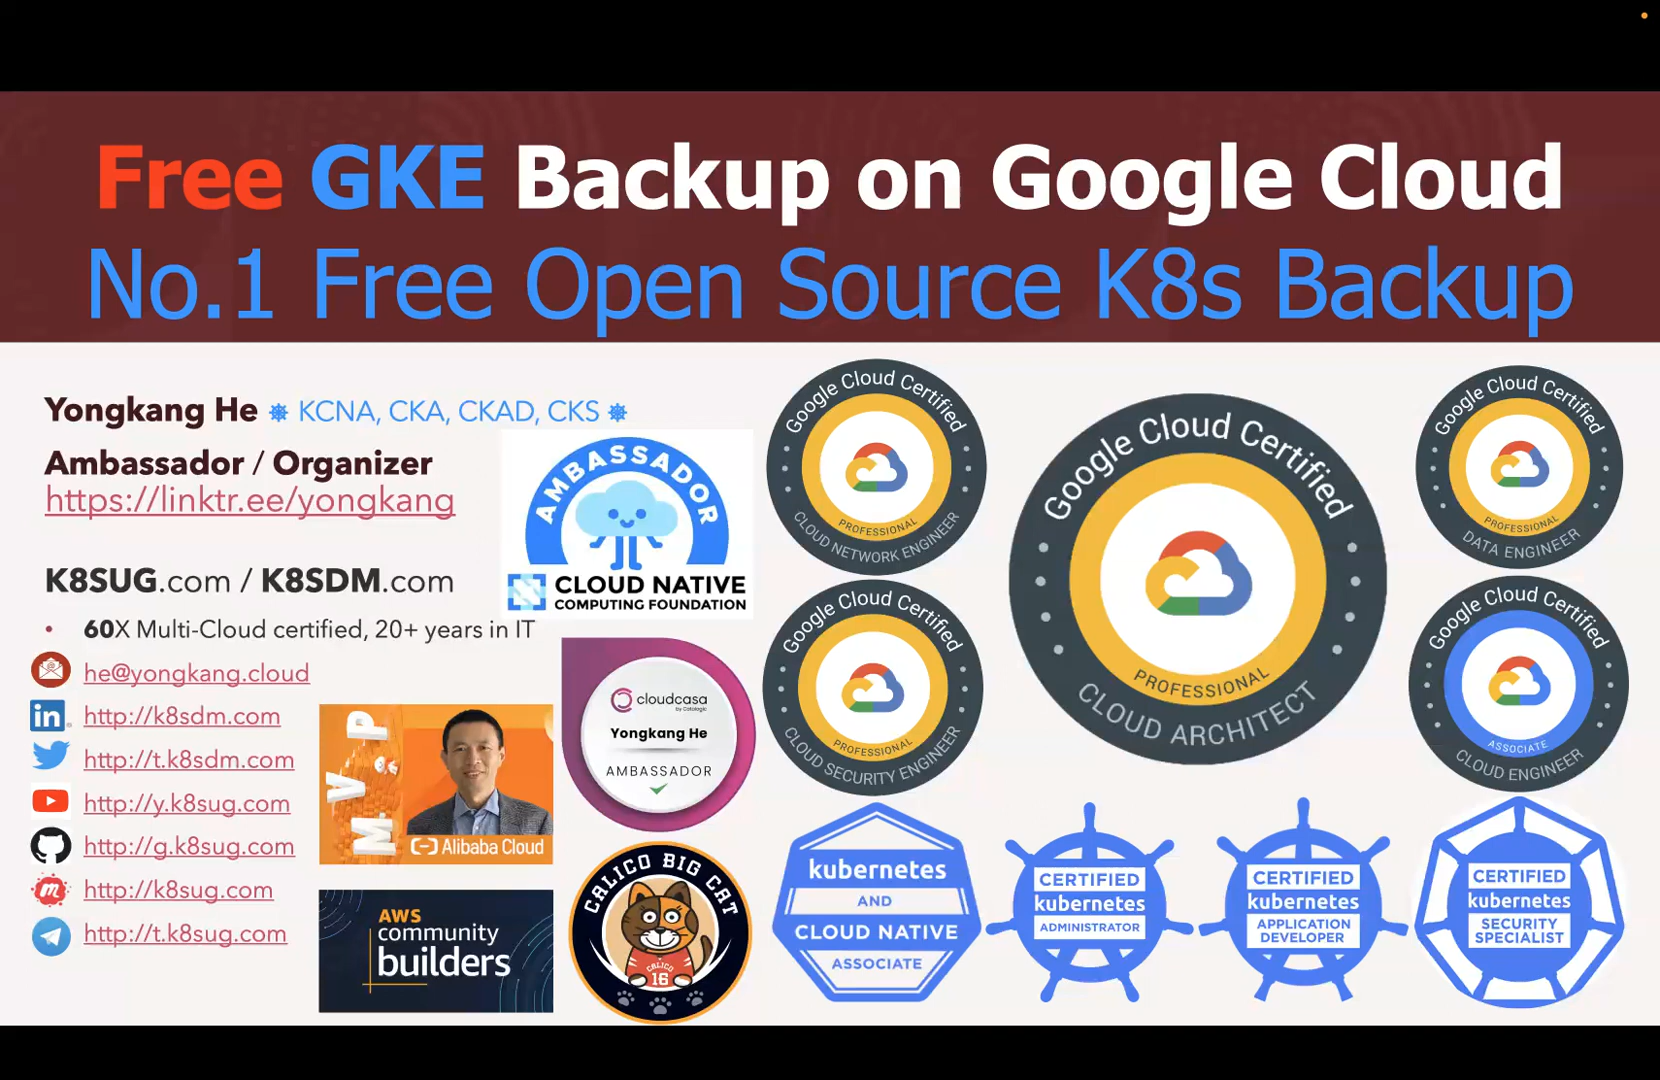 Free GKE Backup on Google Cloud
No.1 Free Open Source K8s Backup
Yongkang He ⎈ KCNA, CKA, CKAD, CKS ⎈
Ambassador / Organizer
https://linktr.ee/yongkang
K8SUG.com / K8SDM.com
• 60X Multi-Cloud certified, 20+ years in IT
he@yongkang.cloud
in
http://k8sdm.com
http://t.k8sdm.com
http://y.k8sug.com
http://g.k8sug.com
m
http://k8sug.com
http://t.k8sug.com
AMBASSADOR
CLOUD NATIVE
COMPUTING FOUNDATION
cloudcasa
by Catalogic
Yongkang He
AMBASSADOR
M.V.P
Alibaba Cloud
AWS
community
builders
CALICO BIG CAT
CALICO
16
Google Cloud Certified
PROFESSIONAL
CLOUD NETWORK ENGINEER
Google Cloud Certified
PROFESSIONAL
CLOUD SECURITY ENGINEER
Google Cloud Certified
PROFESSIONAL
CLOUD ARCHITECT
Google Cloud Certified
PROFESSIONAL
DATA ENGINEER
Google Cloud Certified
ASSOCIATE
CLOUD ENGINEER
kubernetes
AND
CLOUD NATIVE
ASSOCIATE
CERTIFIED
kubernetes
ADMINISTRATOR
CERTIFIED
kubernetes
APPLICATION
DEVELOPER
CERTIFIED
kubernetes
SECURITY
SPECIALIST